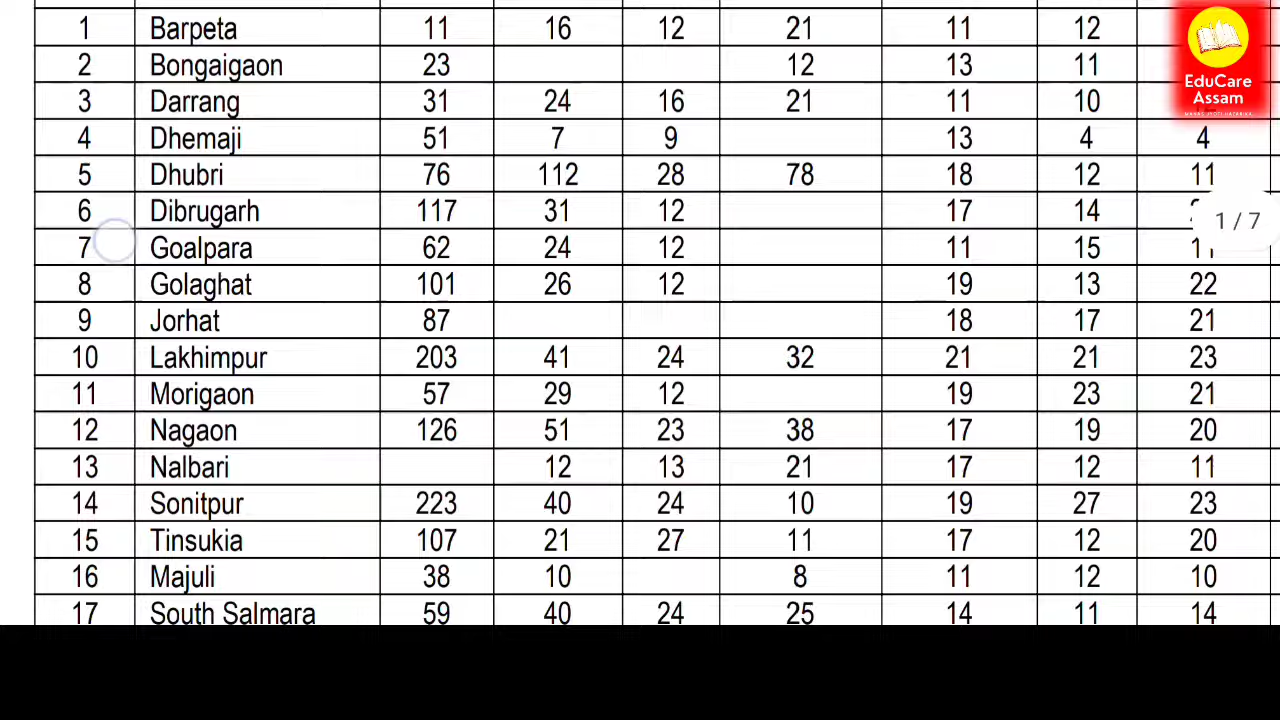 1 Barpeta 11 16 12 21 11 12
2 Bongaigaon 23 12 13 11
3 Darrang 31 24 16 21 11 10
4 Dhemaji 51 7 9 13 4 4
5 Dhubri 76 112 28 78 18 12 11
6 Dibrugarh 117 31 12 17 14
7 Goalpara 62 24 12 11 15 11
8 Golaghat 101 26 12 19 13 22
9 Jorhat 87 18 17 21
10 Lakhimpur 203 41 24 32 21 21 23
11 Morigaon 57 29 12 19 23 21
12 Nagaon 126 51 23 38 17 19 20
13 Nalbari 12 13 21 17 12 11
14 Sonitpur 223 40 24 10 19 27 23
15 Tinsukia 107 21 27 11 17 12 20
16 Majuli 38 10 8 11 12 10
17 South Salmara 59 40 24 25 14 11 14
EduCare
Assam
1 / 7